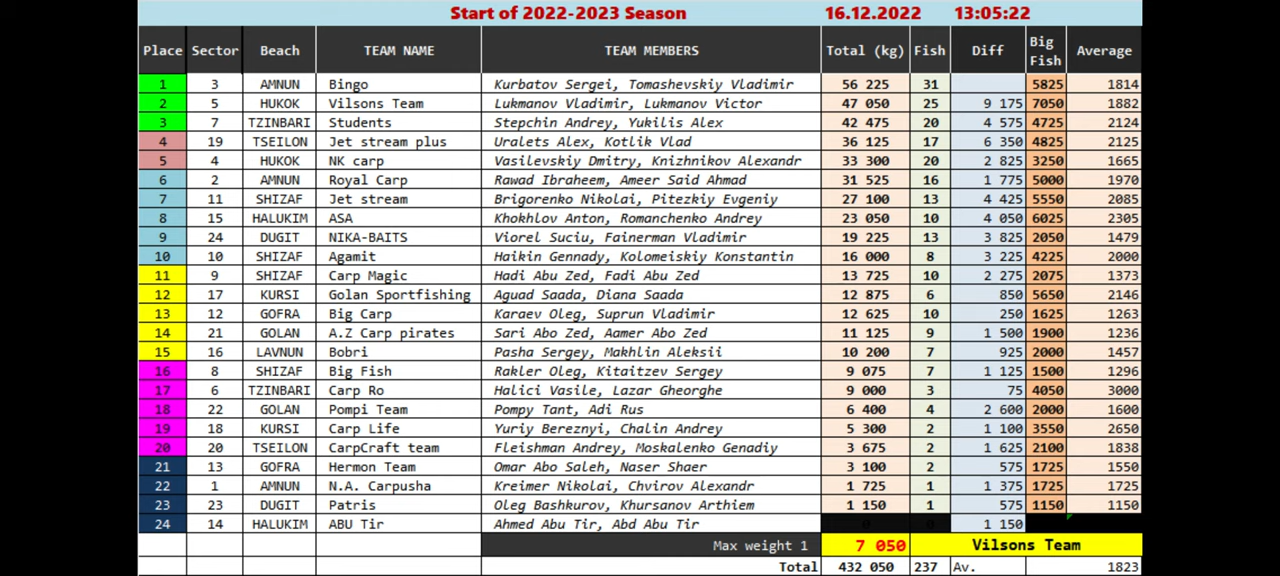 Start of 2022-2023 Season 16.12.2022 13:05:22
Place Sector Beach TEAM NAME TEAM MEMBERS Total (kg) Fish Diff Big Fish Average
1 3 AMNUN Bingo Kurbatov Sergei, Tomashevskiy Vladimir 56 225 31 5825 1814
2 5 HUKOK Vilsons Team Lukmanov Vladimir, Lukmanov Victor 47 050 25 9 175 7050 1882
3 7 TZINBARI Students Stepchin Andrey, Yukilis Alex 42 475 20 4 575 4725 2124
4 19 TSEILON Jet stream plus Uralets Alex, Kotlik Vlad 36 125 17 6 350 4825 2125
5 4 HUKOK NK carp Vasilevskiy Dmitry, Knizhnikov Alexandr 33 300 20 2 825 3250 1665
6 2 AMNUN Royal Carp Rawad Ibraheem, Ameer Said Ahmad 31 525 16 1 775 5000 1970
7 11 SHIZAF Jet stream Brigorenko Nikolai, Pitezkiy Evgeniy 27 100 13 4 425 5550 2085
8 15 HALUKIM ASA Khokhlov Anton, Romanchenko Andrey 23 050 10 4 050 6025 2305
9 24 DUGIT NIKA-BAITS Viorel Suciu, Fainerman Vladimir 19 225 13 3 825 2050 1479
10 10 SHIZAF Agamit Haikin Gennady, Kolomeiskiy Konstantin 16 000 8 3 225 4225 2000
11 9 SHIZAF Carp Magic Hadi Abu Zed, Fadi Abu Zed 13 725 10 2 275 2075 1373
12 17 KURSI Golan Sportfishing Aguad Saada, Diana Saada 12 875 6 850 5650 2146
13 12 GOFRA Big Carp Karaev Oleg, Suprun Vladimir 12 625 10 250 1625 1263
14 21 GOLAN A.Z Carp pirates Sari Abo Zed, Aamer Abo Zed 11 125 9 1 500 1900 1236
15 16 LAVNUN Bobri Pasha Sergey, Makhlin Aleksii 10 200 7 925 2000 1457
16 8 SHIZAF Big Fish Rakler Oleg, Kitaitzev Sergey 9 075 7 1 125 1500 1296
17 6 TZINBARI Carp Ro Halici Vasile, Lazar Gheorghe 9 000 3 75 4050 3000
18 22 GOLAN Pompi Team Pompy Tant, Adi Rus 6 400 4 2 600 2000 1600
19 18 KURSI Carp Life Yuriy Bereznyi, Chalin Andrey 5 300 2 1 100 3550 2650
20 20 TSEILON CarpCraft team Fleishman Andrey, Moskalenko Genadiy 3 675 2 1 625 2100 1838
21 13 GOFRA Hermon Team Omar Abo Saleh, Naser Shaer 3 100 2 575 1725 1550
22 1 AMNUN N.A. Carpusha Kreimer Nikolai, Chvirov Alexandr 1 725 1 1 375 1725 1725
23 23 DUGIT Patris Oleg Bashkurov, Khursanov Arthiem 1 150 1 575 1150 1150
24 14 HALUKIM ABU Tir Ahmed Abu Tir, Abd Abu Tir 0 0 1 150
Max weight 1 7 050 Vilsons Team
Total 432 050 237 Av. 1823